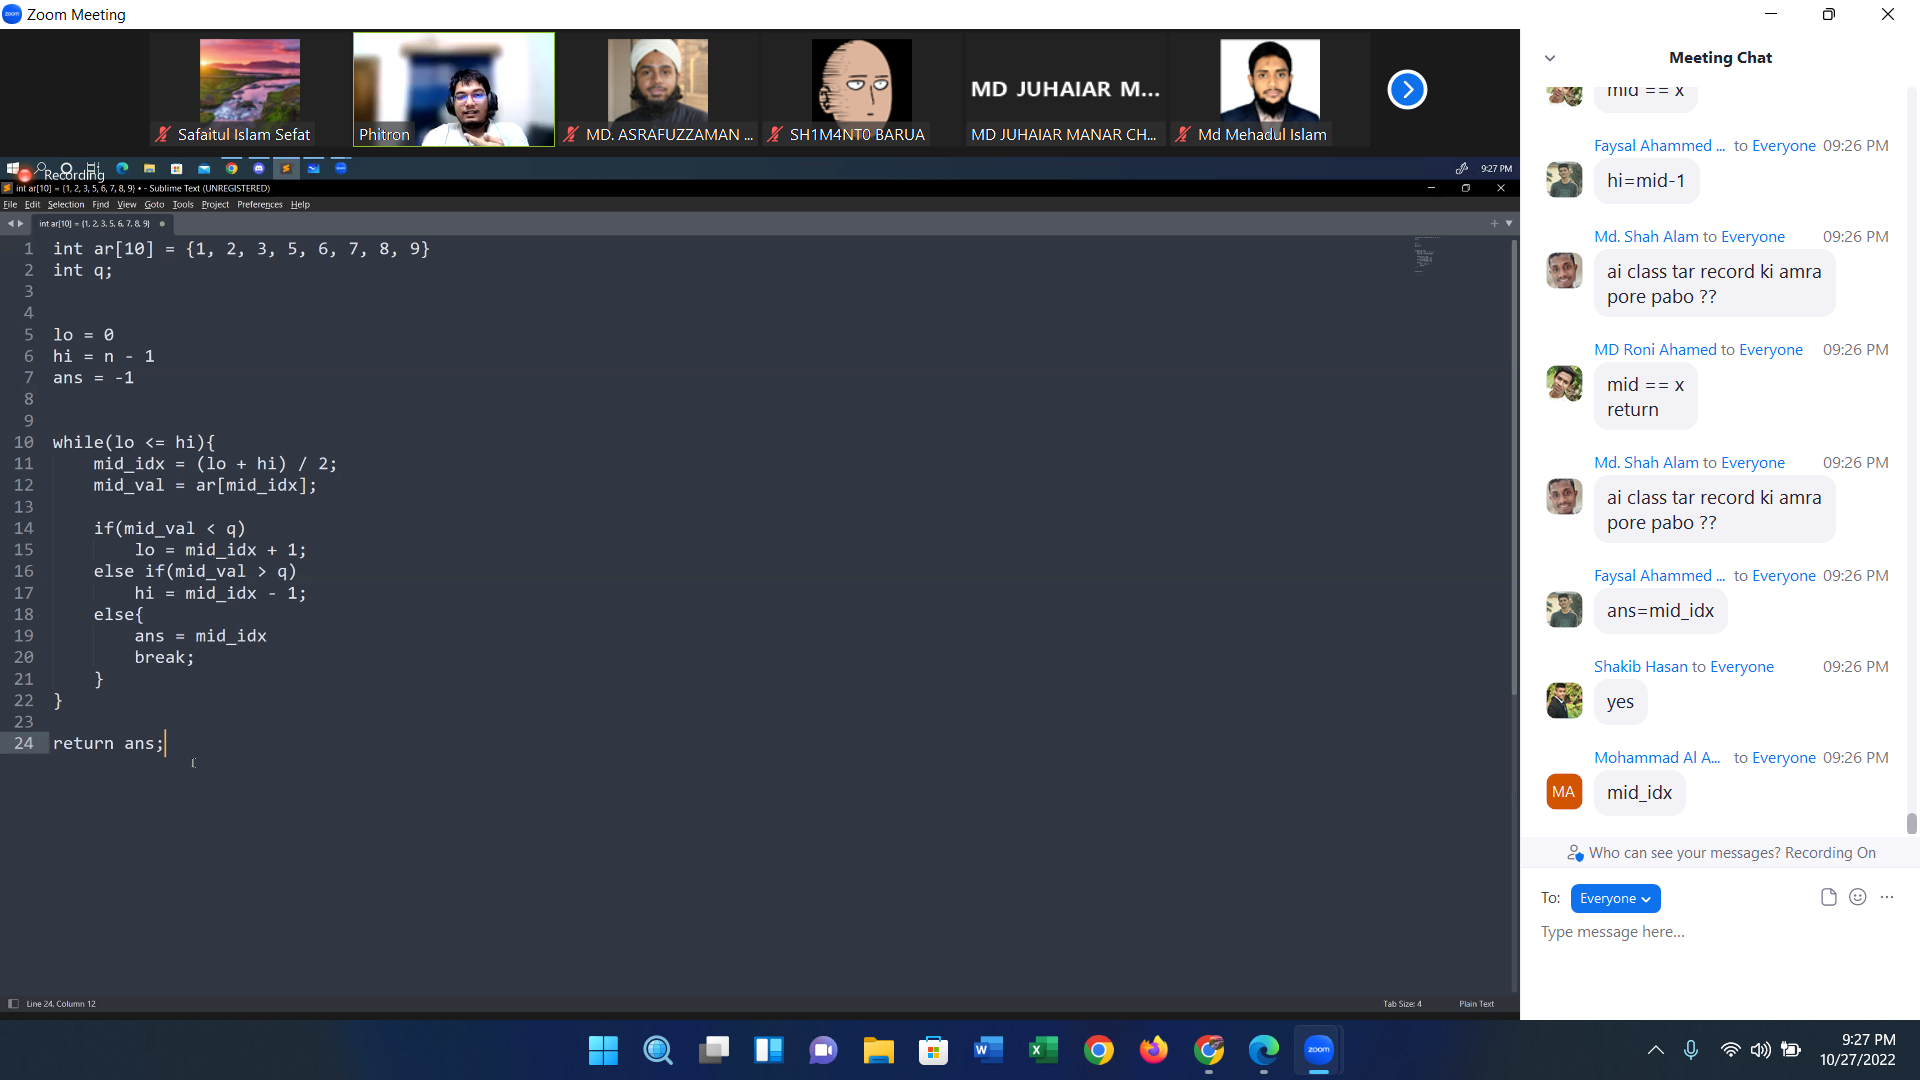 Zoom Meeting
MD JUHAIAR M...
Safaitul Islam Sefat
Phitron
MD. ASRAFUZZAMAN ...
SH1M4NT0 BARUA
MD JUHAIAR MANAR CH...
Md Mehadul Islam
Recording
9:27 PM
int ar[10] = {1, 2, 3, 5, 6, 7, 8, 9} • - Sublime Text (UNREGISTERED)
File Edit Selection Find View Goto Tools Project Preferences Help
int ar[10] = {1, 2, 3, 5, 6, 7, 8, 9}
1 int ar[10] = {1, 2, 3, 5, 6, 7, 8, 9}
2 int q;
3
4
5 lo = 0
6 hi = n - 1
7 ans = -1
8
9
10 while(lo <= hi){
11 mid_idx = (lo + hi) / 2;
12 mid_val = ar[mid_idx];
13
14 if(mid_val < q)
15 lo = mid_idx + 1;
16 else if(mid_val > q)
17 hi = mid_idx - 1;
18 else{
19 ans = mid_idx
20 break;
21 }
22 }
23
24 return ans;
Line 24, Column 12
Tab Size: 4
Plain Text
Meeting Chat
mid == x
Faysal Ahammed ... to Everyone 09:26 PM
hi=mid-1
Md. Shah Alam to Everyone 09:26 PM
ai class tar record ki amra
pore pabo ??
MD Roni Ahamed to Everyone 09:26 PM
mid == x
return
Md. Shah Alam to Everyone 09:26 PM
ai class tar record ki amra
pore pabo ??
Faysal Ahammed ... to Everyone 09:26 PM
ans=mid_idx
Shakib Hasan to Everyone 09:26 PM
yes
Mohammad Al A... to Everyone 09:26 PM
MA
mid_idx
Who can see your messages? Recording On
To: Everyone
Type message here...
zoom
9:27 PM
10/27/2022